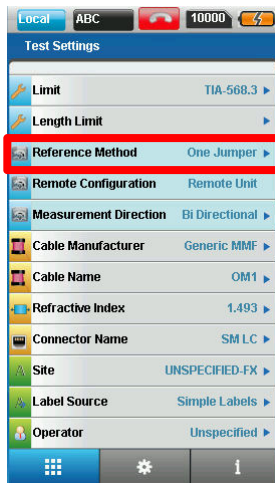 Local ABC 10000
Test Settings
Limit TIA-568.3
Length Limit
Reference Method One Jumper
Remote Configuration Remote Unit
Measurement Direction Bi Directional
Cable Manufacturer Generic MMF
Cable Name OM1
Refractive Index 1.493
Connector Name SM LC
Site UNSPECIFIED-FX
Label Source Simple Labels
Operator Unspecified
i